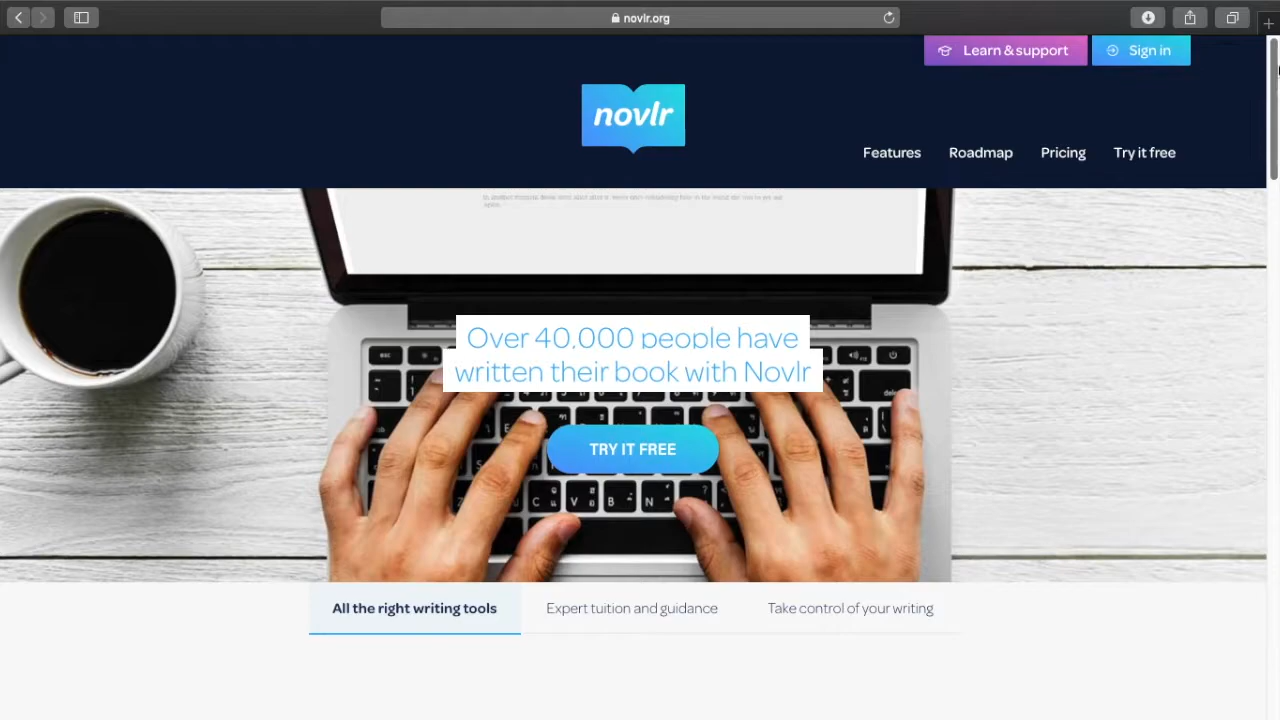 novlr.org
Learn & support
Sign in
novlr
Features
Roadmap
Pricing
Try it free
Over 40,000 people have
written their book with Novlr
TRY IT FREE
esc
C V B N
All the right writing tools
Expert tuition and guidance
Take control of your writing